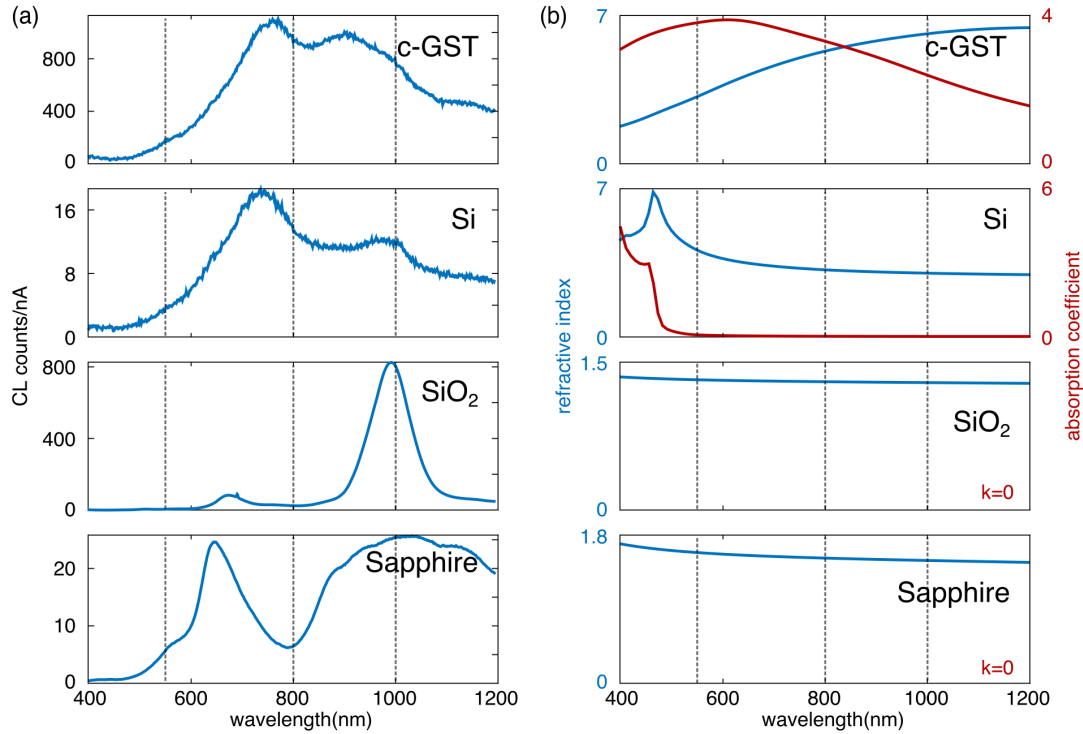 (a)
c-GST
800
400
0
Si
16
8
0
SiO2
800
400
0
Sapphire
20
10
0
CL counts/nA
400 600 800 1000 1200
wavelength(nm)
(b)
7
4
c-GST
0
0
7
6
Si
0
0
1.5
SiO2
k=0
0
1.8
Sapphire
k=0
0
refractive index
absorption coefficient
400 600 800 1000 1200
wavelength(nm)